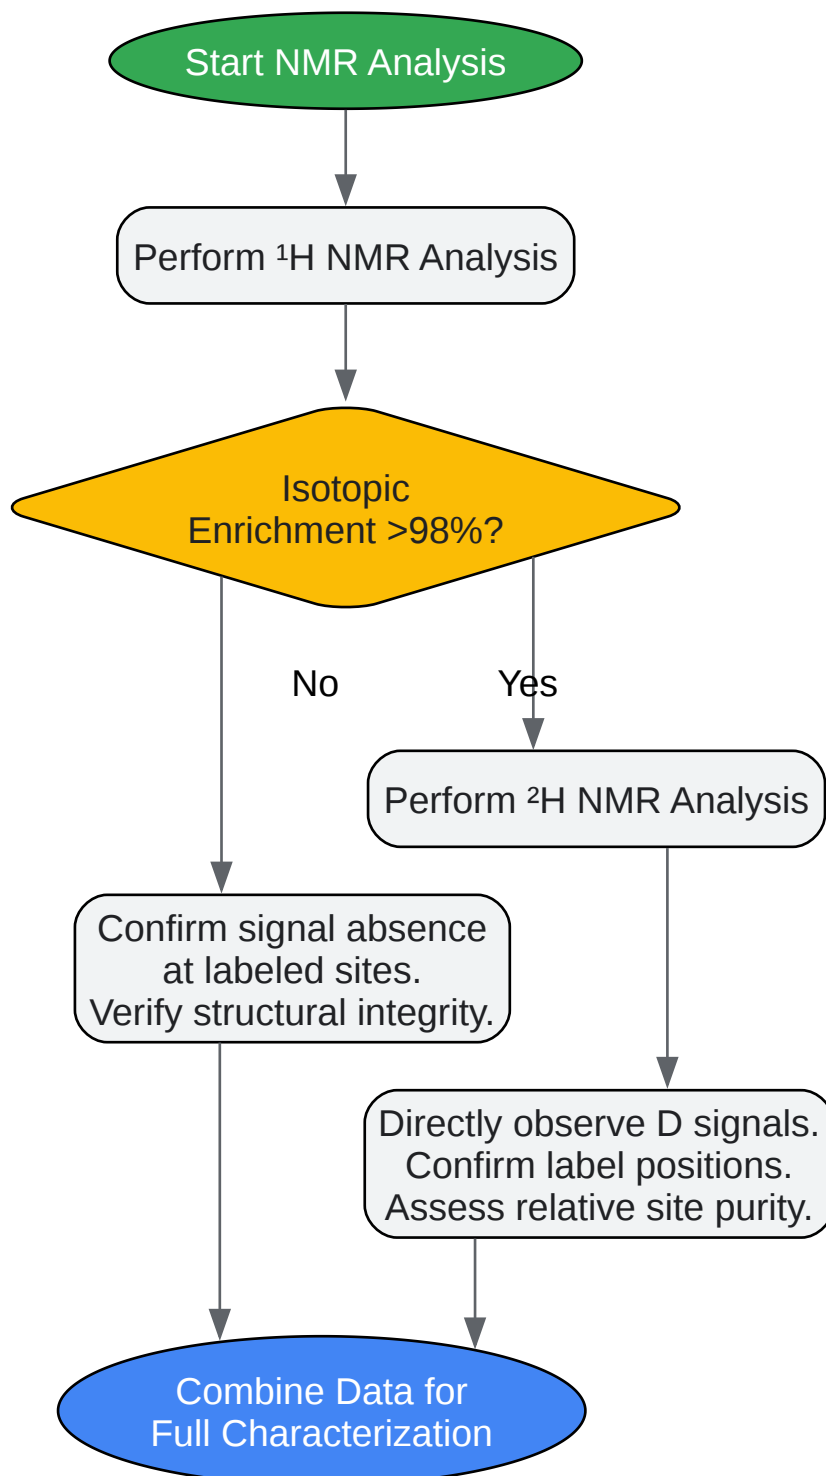 Start NMR Analysis
Perform ¹H NMR Analysis
Isotopic
Enrichment >98%?
No
Yes
Perform ²H NMR Analysis
Confirm signal absence
at labeled sites.
Verify structural integrity.
Directly observe D signals.
Confirm label positions.
Assess relative site purity.
Combine Data for
Full Characterization